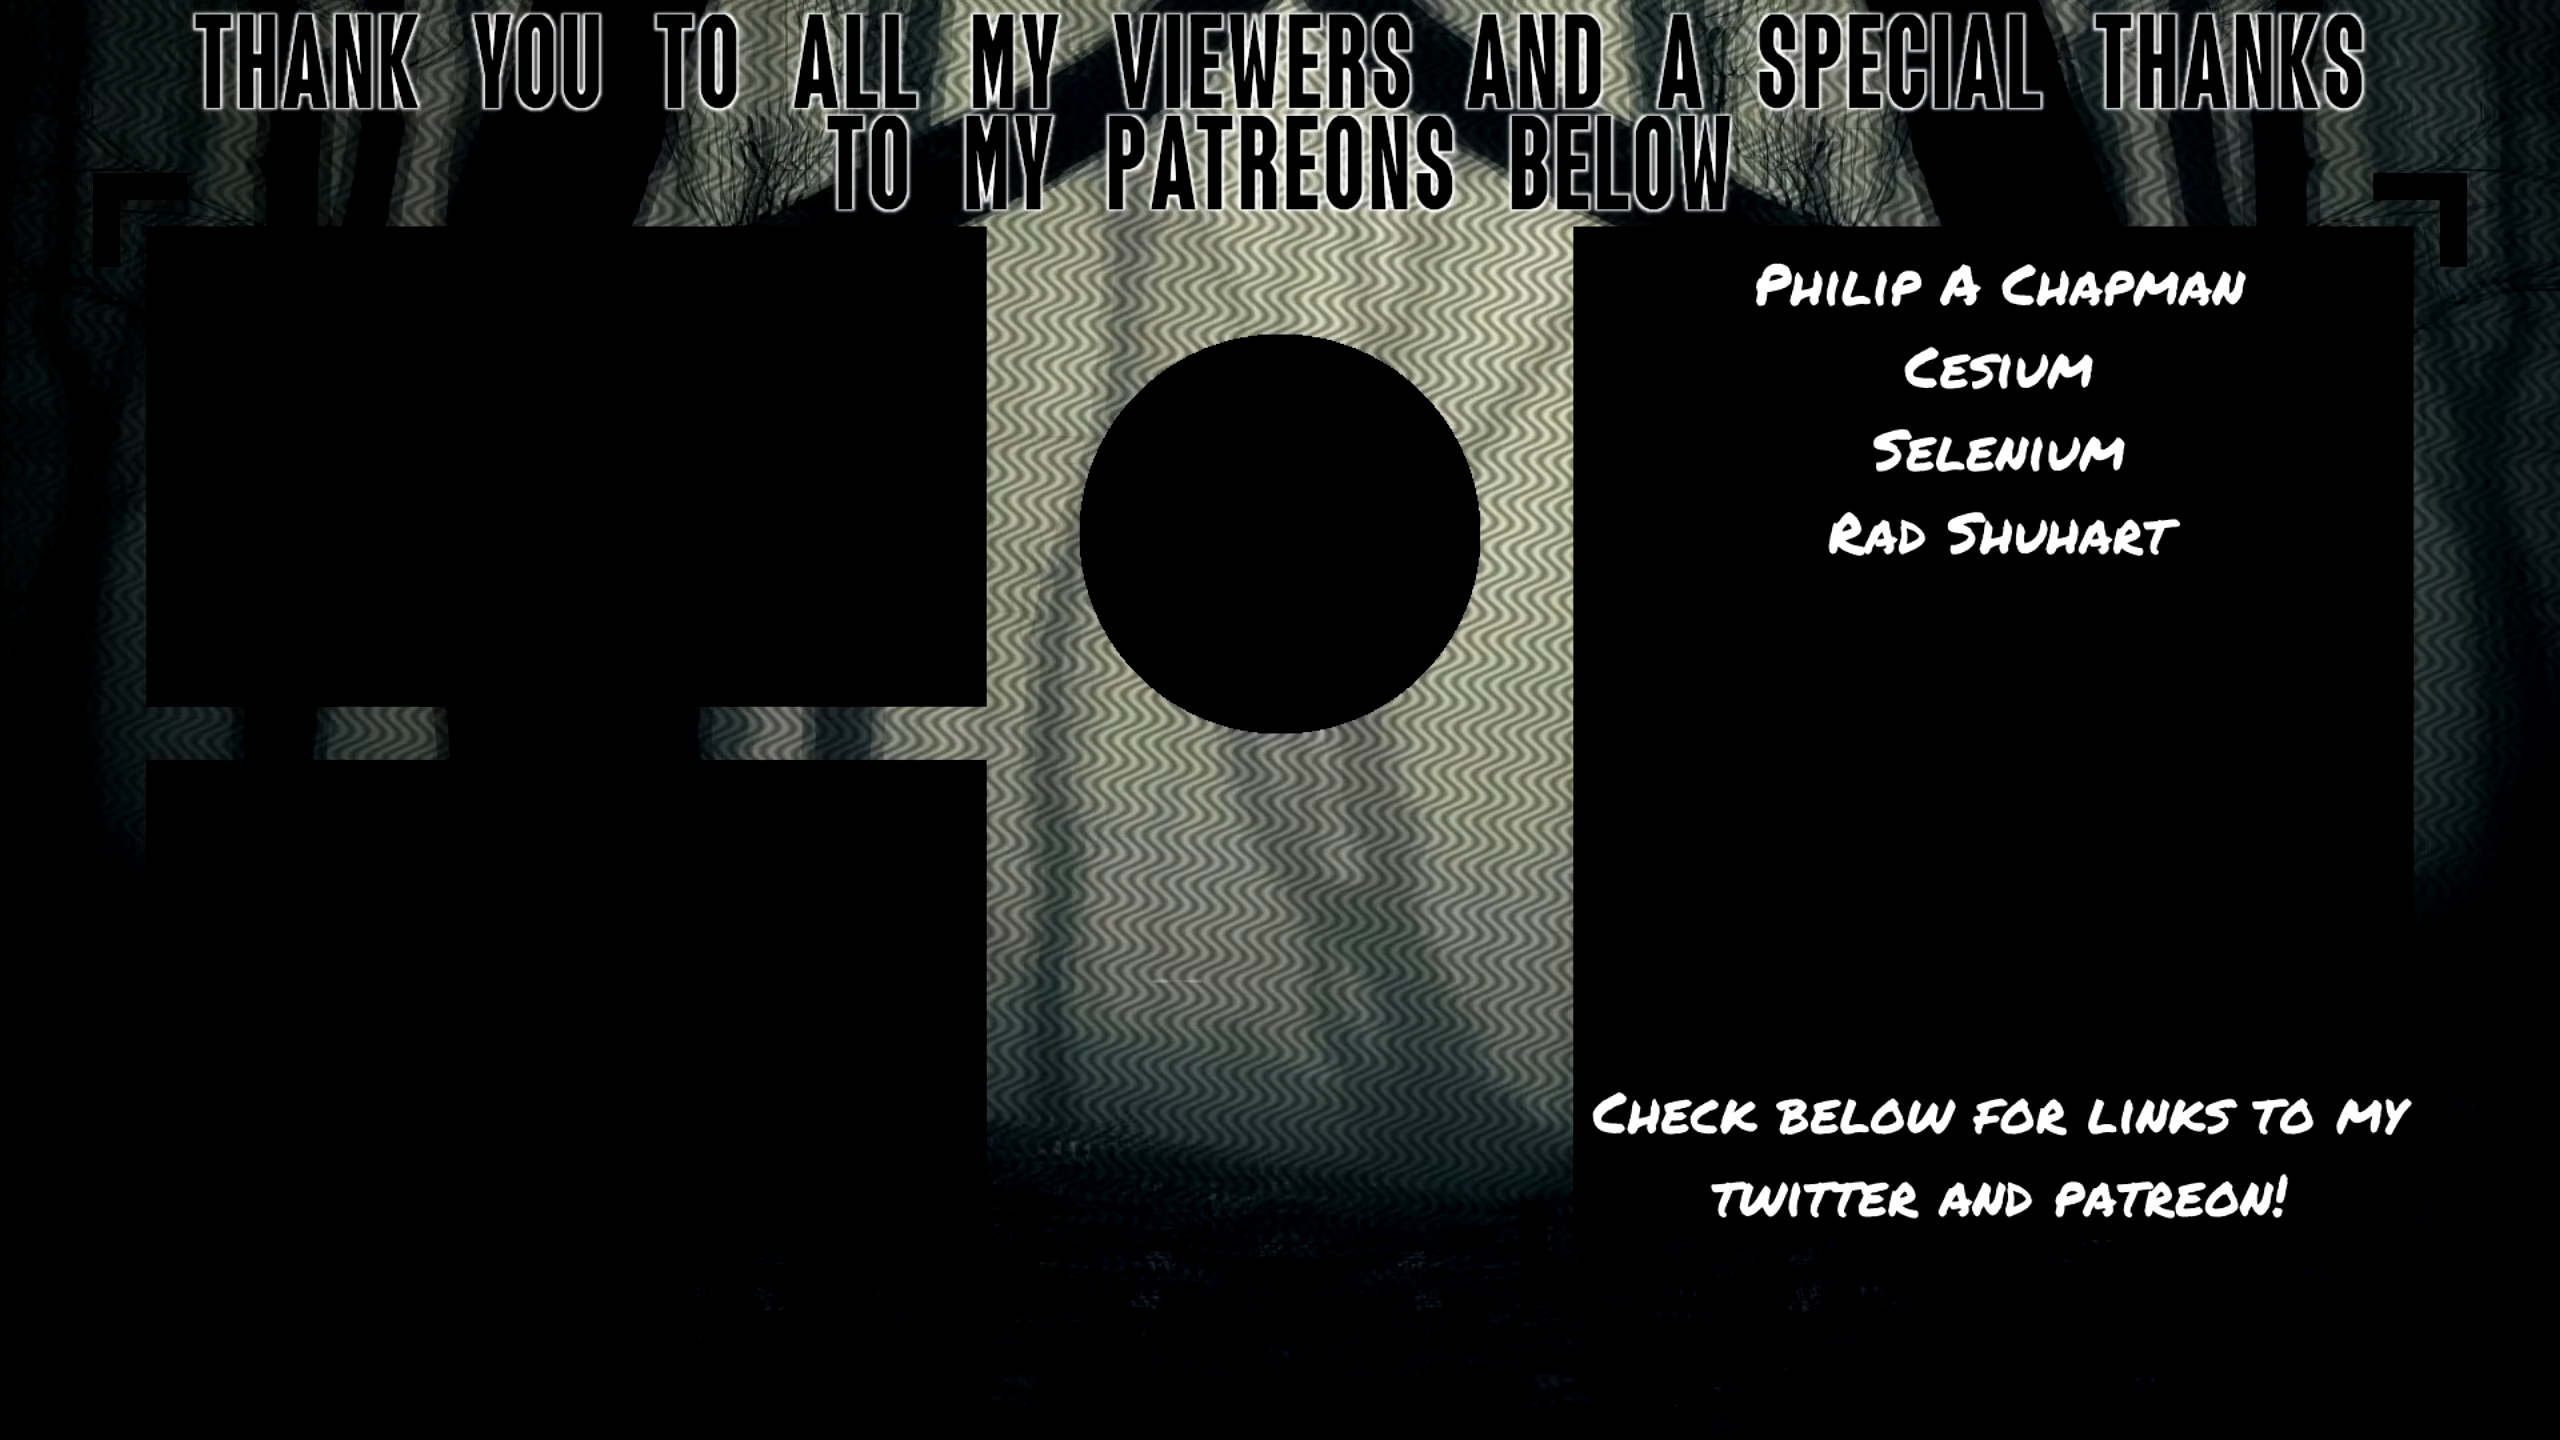 THANK YOU TO ALL MY VIEWERS AND A SPECIAL THANKS
TO MY PATREONS BELOW
Philip A Chapman
Cesium
Selenium
Rad Shuhart
Check below for links to my
twitter and patreon!